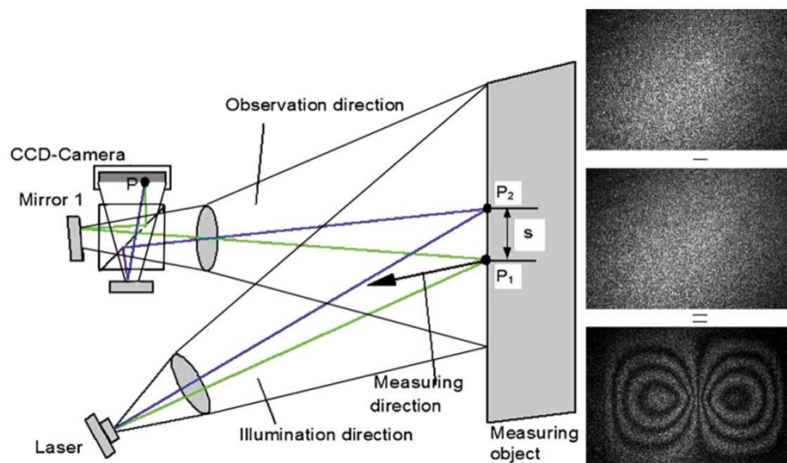 Observation direction
CCD-Camera
P
Mirror 1
P2
s
P1
Measuring
direction
Illumination direction
Laser
Measuring
object